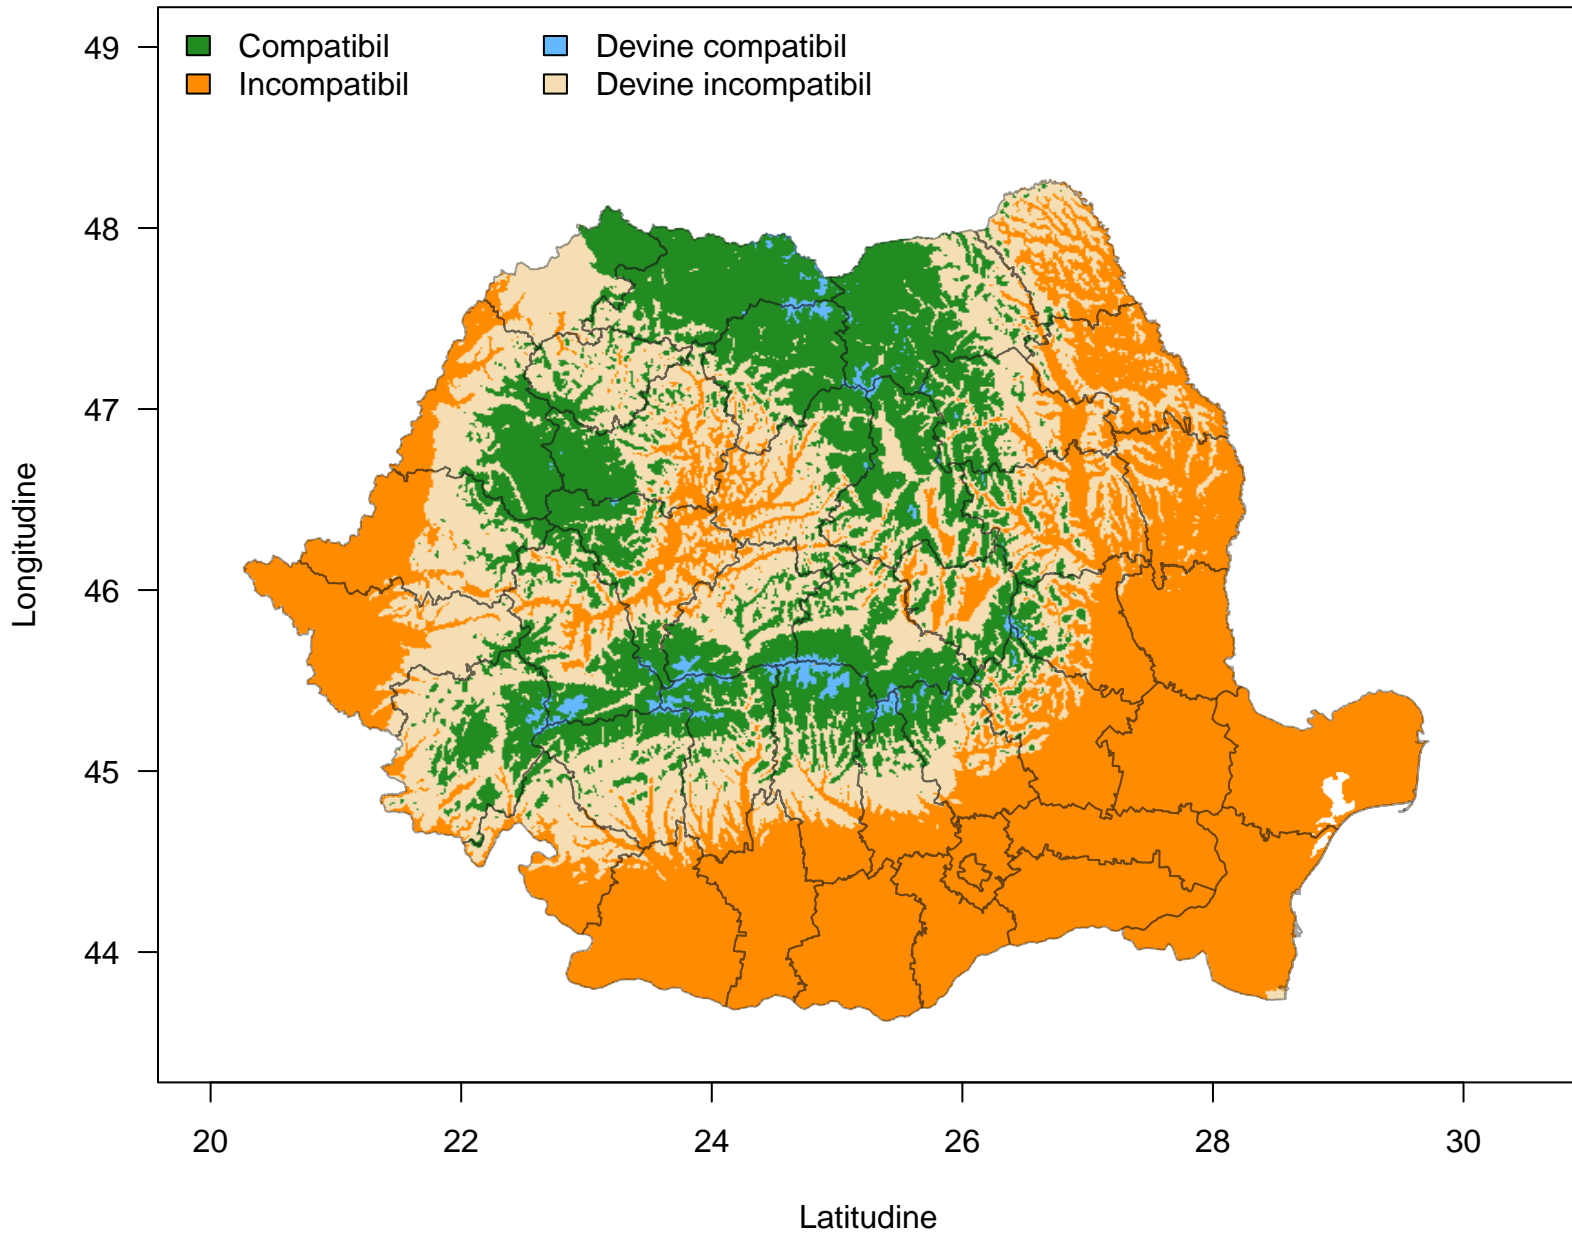 Compatibil
Incompatibil
Devine compatibil
Devine incompatibil
49
48
47
46
45
44
Longitudine
20 22 24 26 28 30
Latitudine